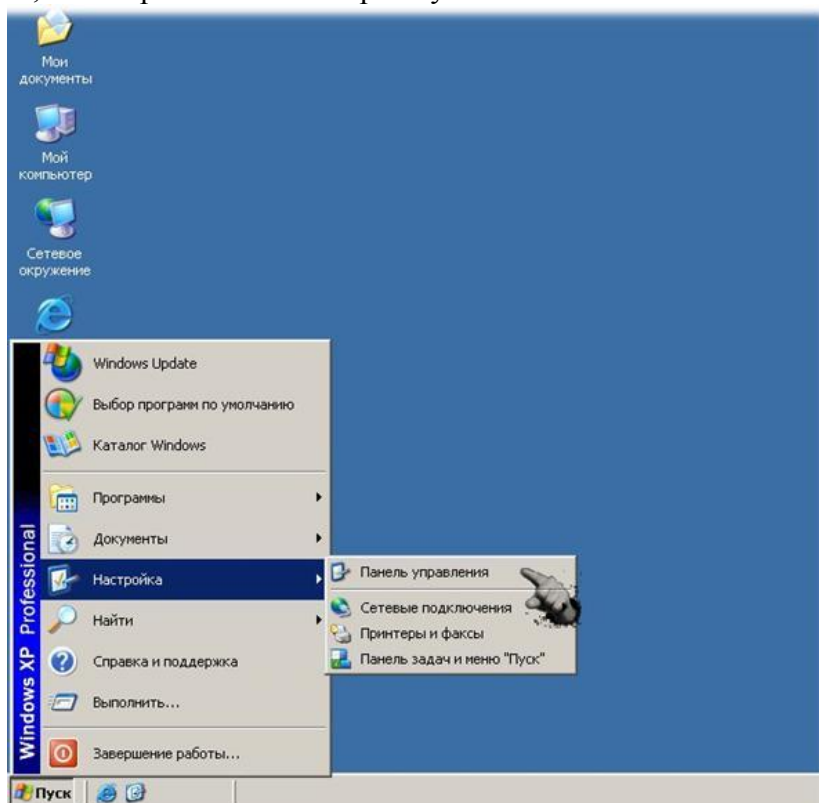 Мои
документы
Мой
компьютер
Сетевое
окружение
Windows Update
Выбор программ по умолчанию
Каталог Windows
Программы
Документы
Настройка
Найти
Справка и поддержка
Выполнить...
Завершение работы...
Windows XP Professional
Панель управления
Сетевые подключения
Принтеры и факсы
Панель задач и меню "Пуск"
Пуск